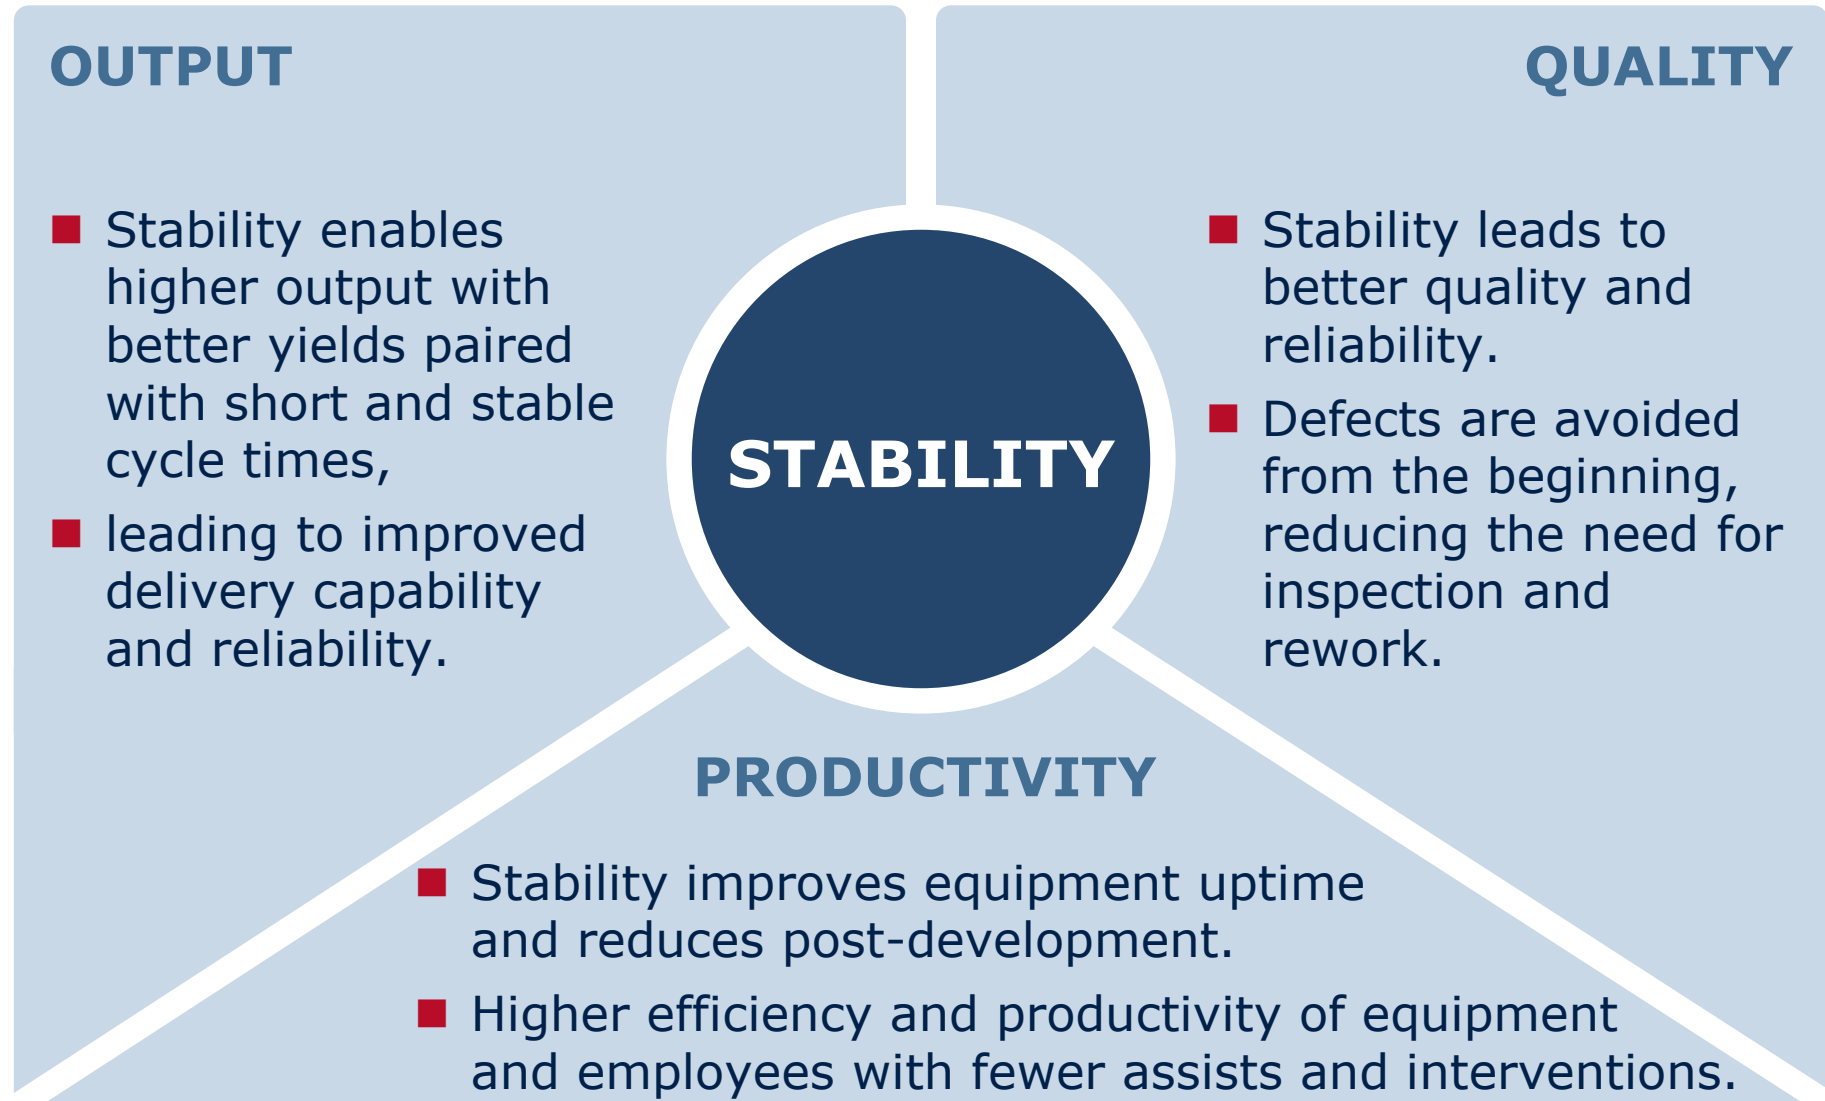 OUTPUT
Stability enables
higher output with
better yields paired
with short and stable
cycle times,
leading to improved
delivery capability
and reliability.
QUALITY
Stability leads to
better quality and
reliability.
Defects are avoided
from the beginning,
reducing the need for
inspection and
rework.
STABILITY
PRODUCTIVITY
Stability improves equipment uptime
and reduces post-development.
Higher efficiency and productivity of equipment
and employees with fewer assists and interventions.